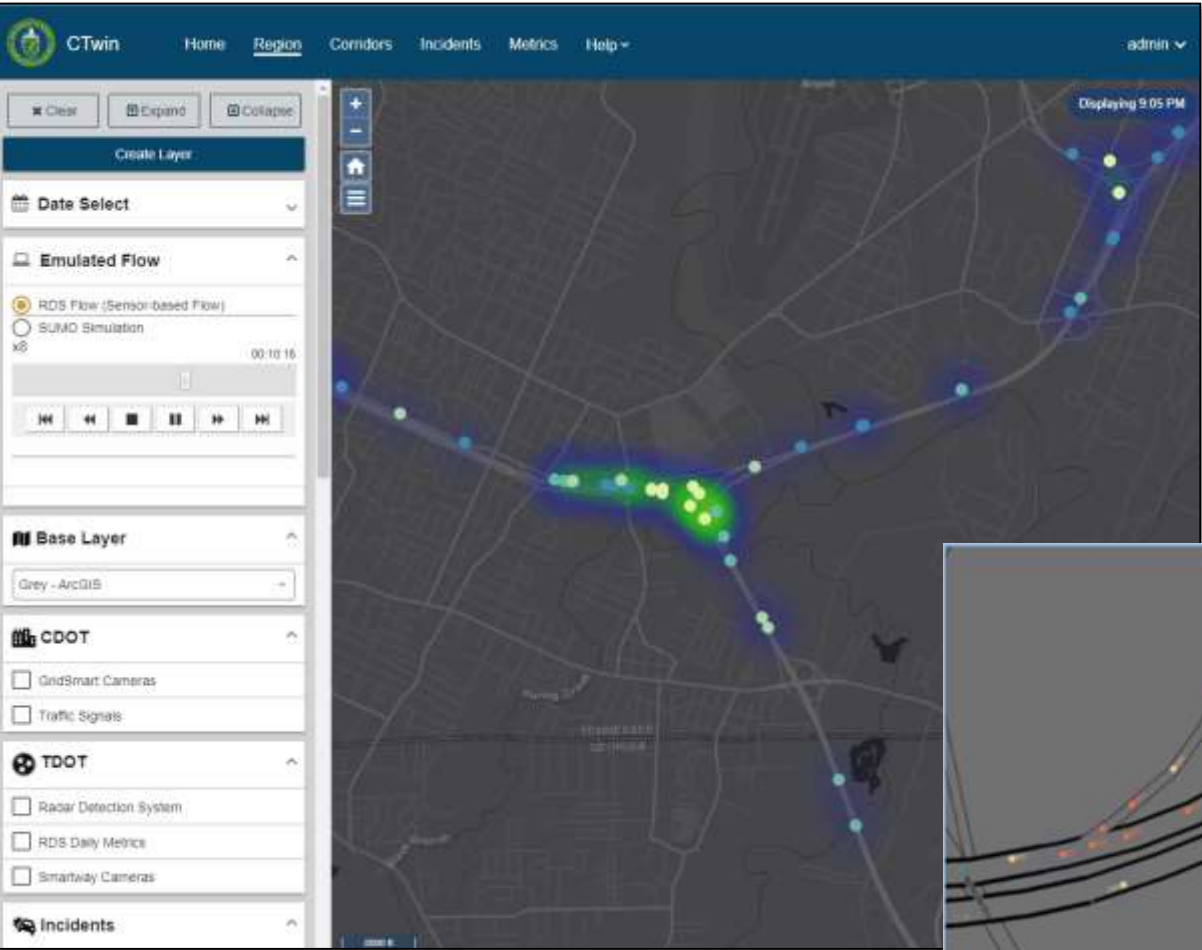 CTwin
Home
Region
Corridors
Incidents
Metrics
Help
admin
Clear
Expand
Collapse
Create Layer
Displaying 9:05 PM
Date Select
Emulated Flow
RDS Flow (Sensor-based Flow)
SUMO Simulation
x8
00:10:16
Base Layer
Grey - ArcGIS
CDOT
GridSmart Cameras
Traffic Signals
TDOT
Radar Detection System
RDS Daily Metrics
Smartway Cameras
Incidents